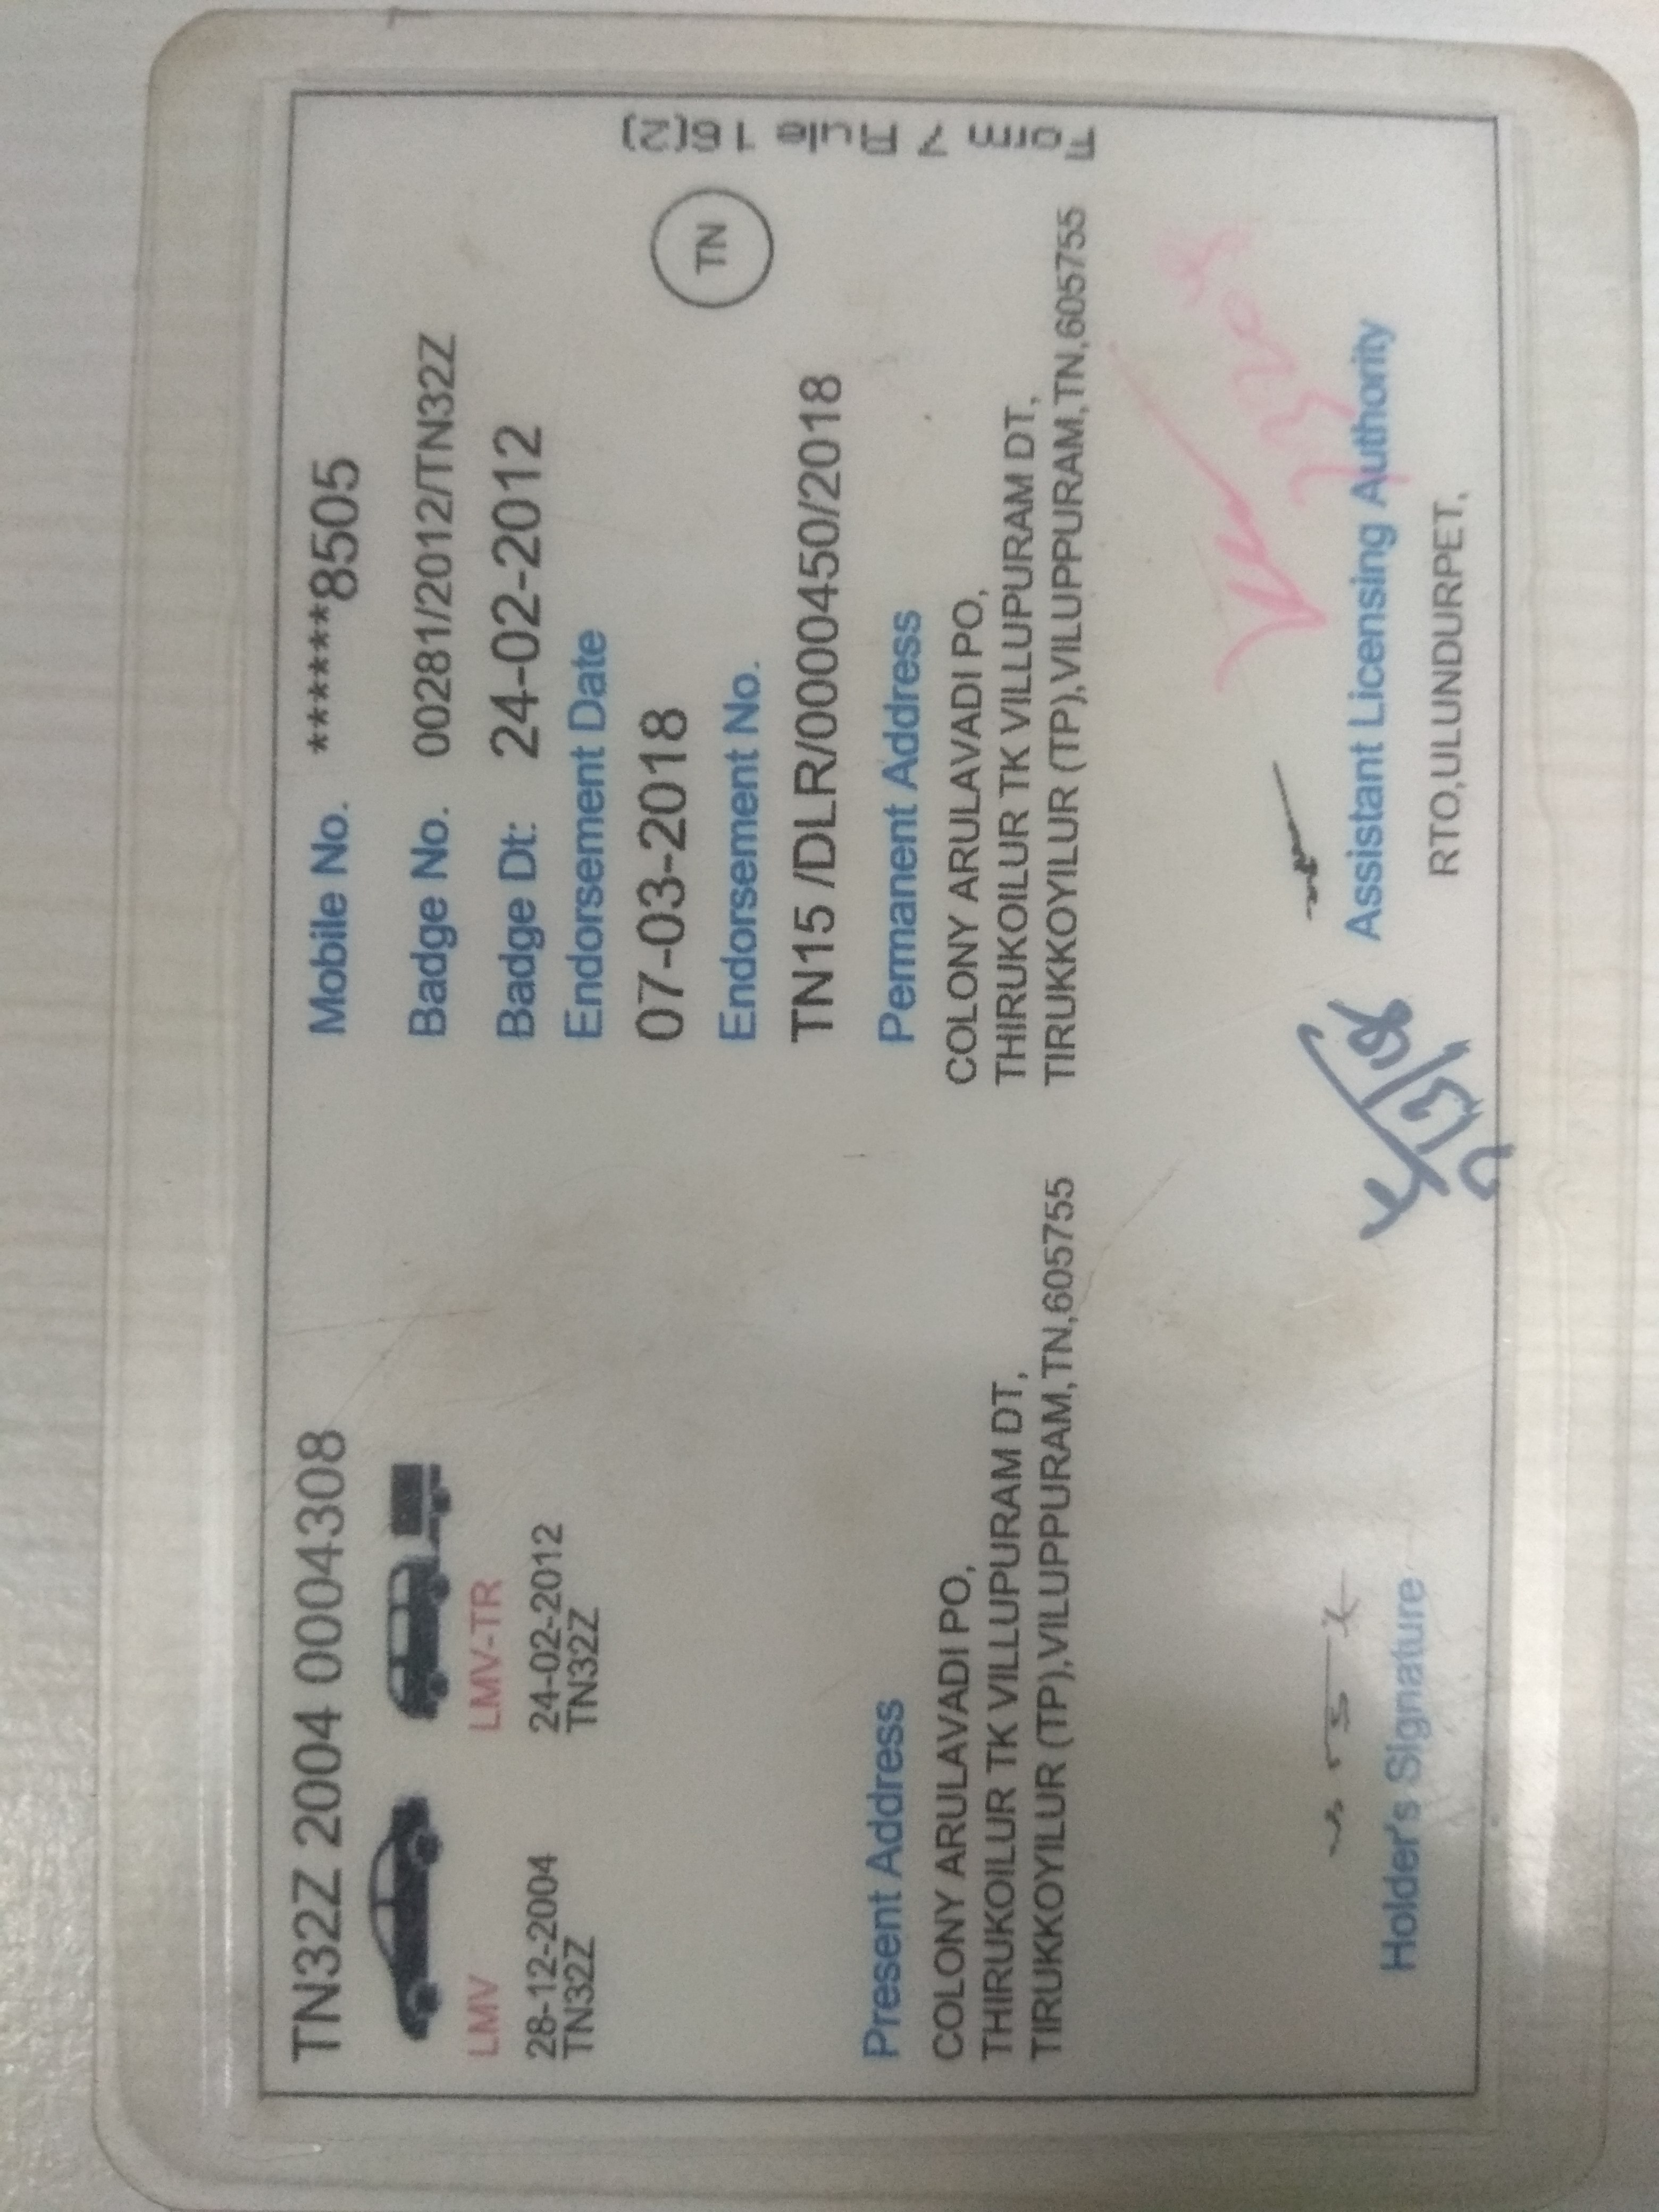 TN32Z 2004 0004308
LMV
28-12-2004
TN32Z
LMV-TR
24-02-2012
TN32Z
Mobile No. ******8505
Badge No. 00281/2012/TN32Z
Badge Dt: 24-02-2012
Endorsement Date
07-03-2018
Endorsement No.
TN15 /DLR/0000450/2018
TN
Form 7 Rule 16(2)
Present Address
COLONY ARULAVADI PO,
THIRUKOILUR TK VILLUPURAM DT,
TIRUKKOYILUR (TP),VILUPPURAM,TN,605755
Permanent Address
COLONY ARULAVADI PO,
THIRUKOILUR TK VILLUPURAM DT,
TIRUKKOYILUR (TP),VILUPPURAM,TN,605755
Holder's Signature
Assistant Licensing Authority
RTO,ULUNDURPET,